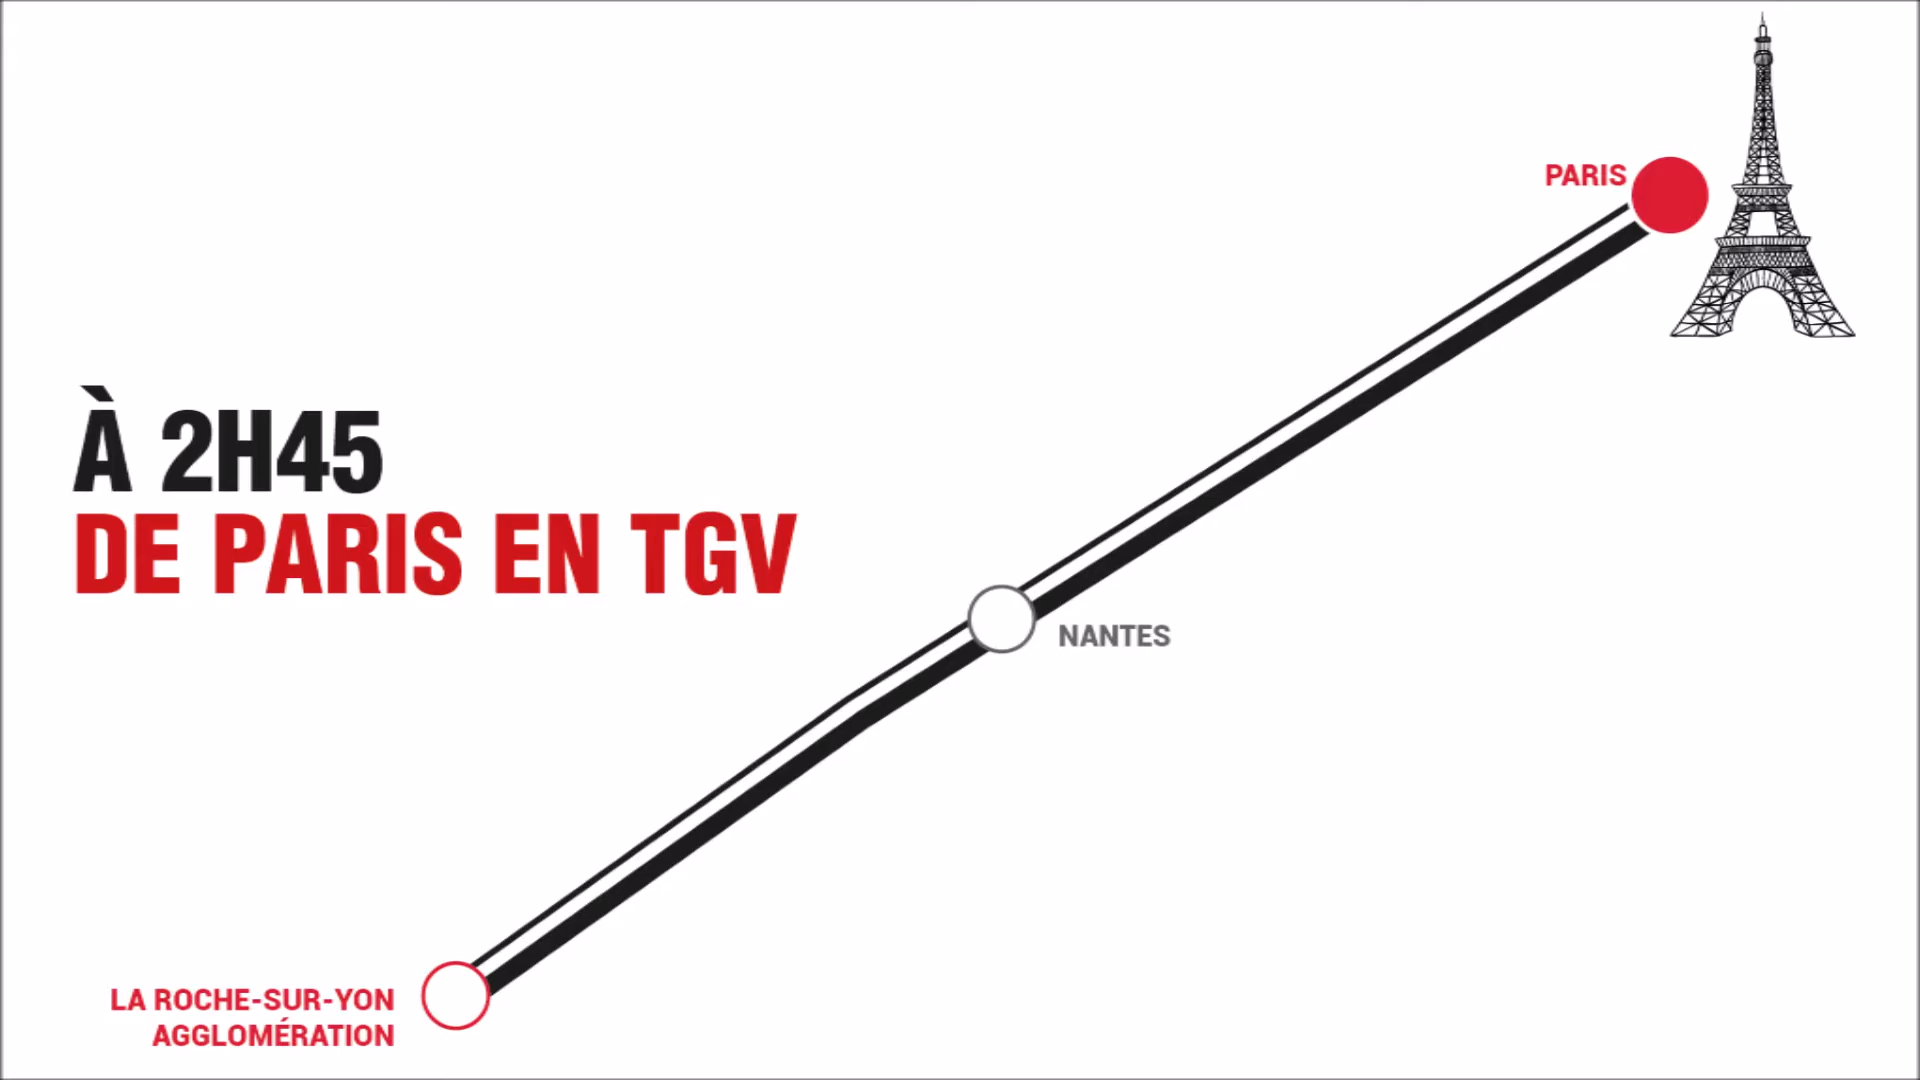 PARIS
À 2H45
DE PARIS EN TGV
NANTES
LA ROCHE-SUR-YON
AGGLOMÉRATION